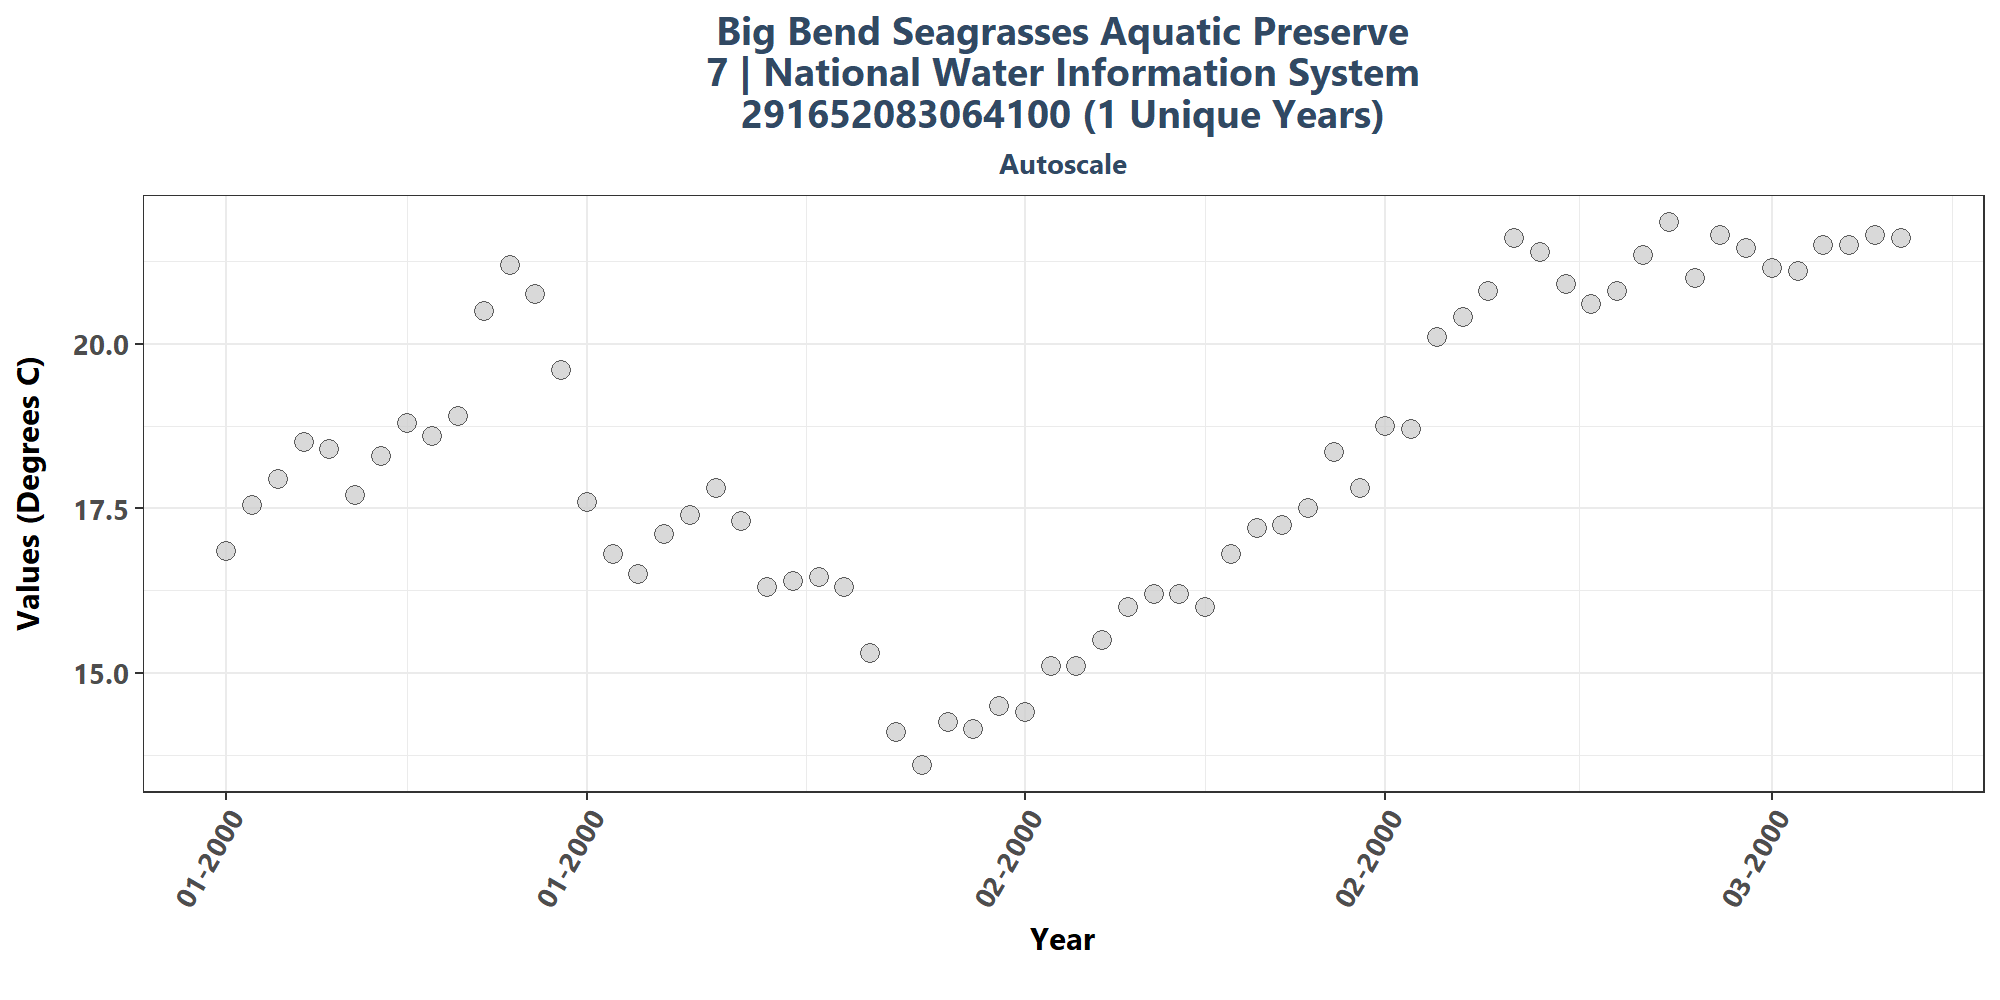 Big Bend Seagrasses Aquatic Preserve
7 | National Water Information System
291652083064100 (1 Unique Years)
Autoscale
Values (Degrees C)
20.0
17.5
15.0
01-2000
01-2000
02-2000
02-2000
03-2000
Year